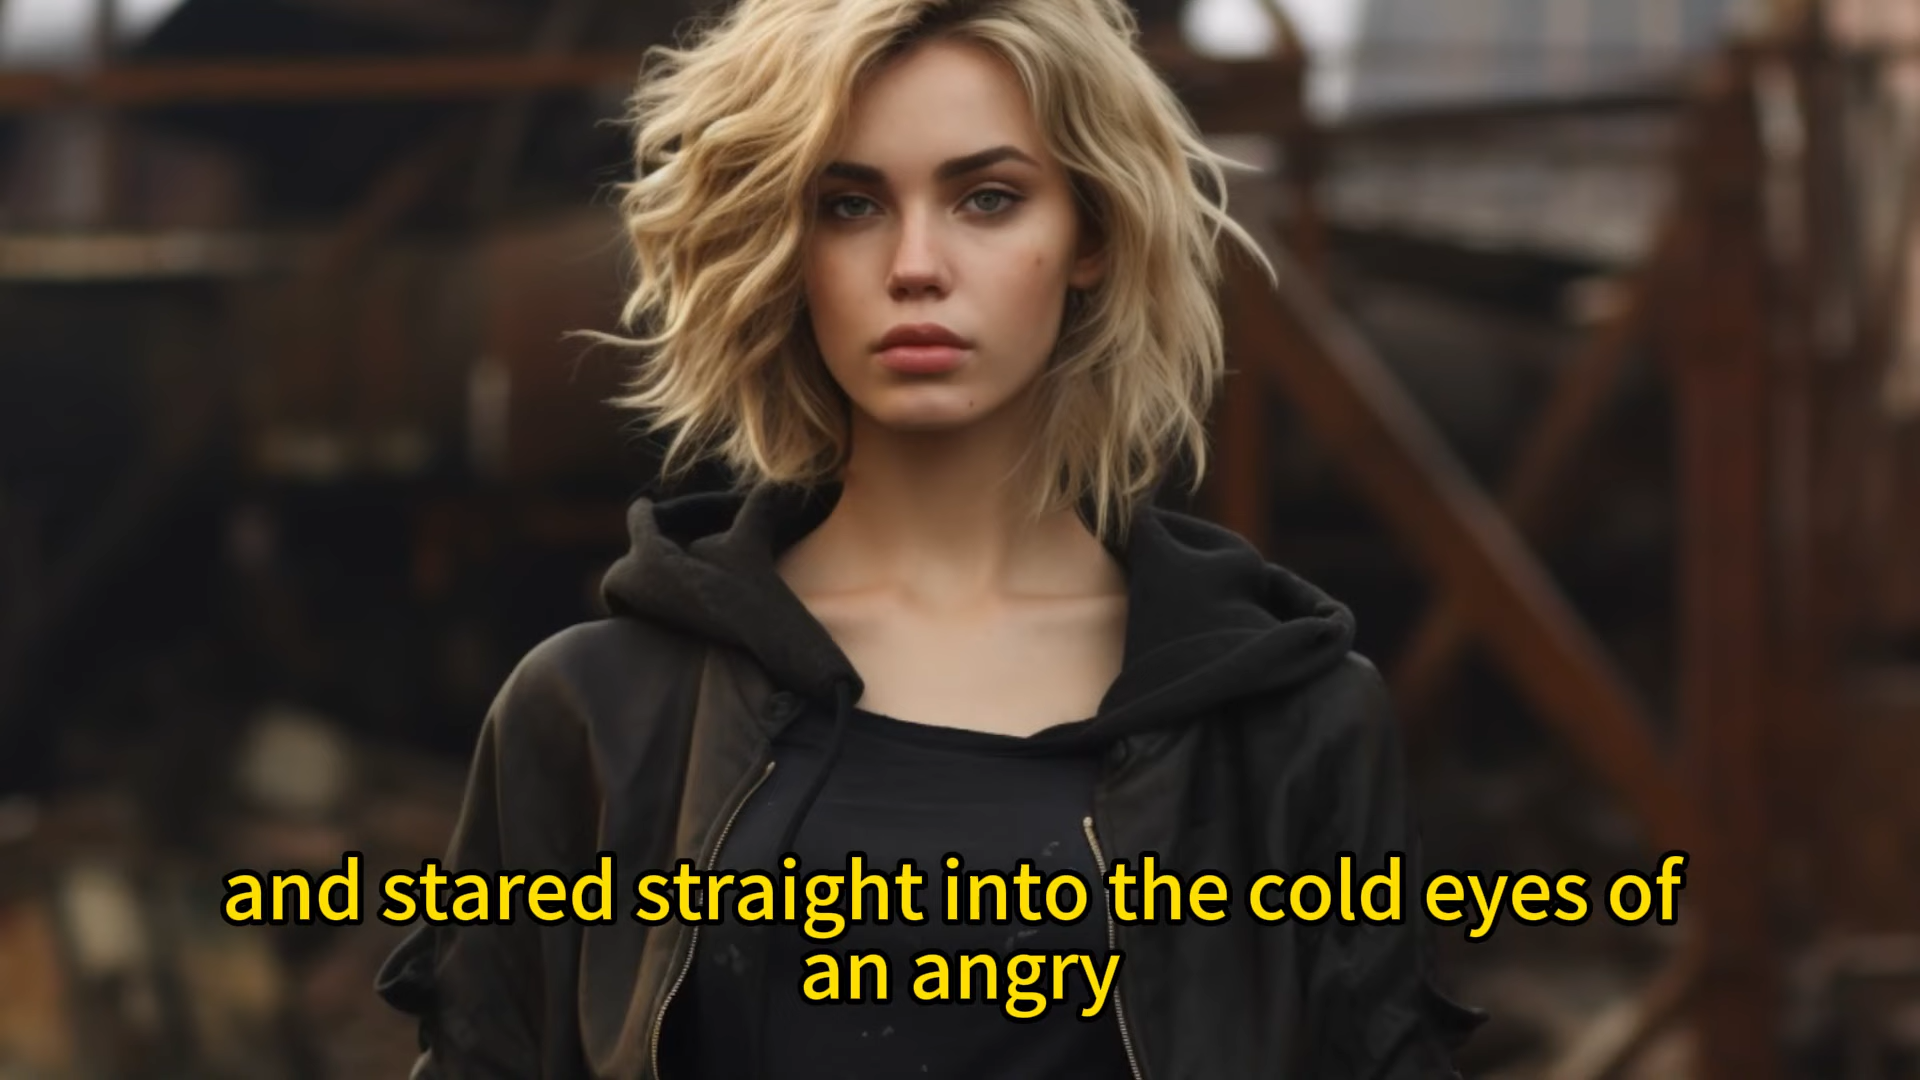 and stared straight into the cold eyes of
an angry